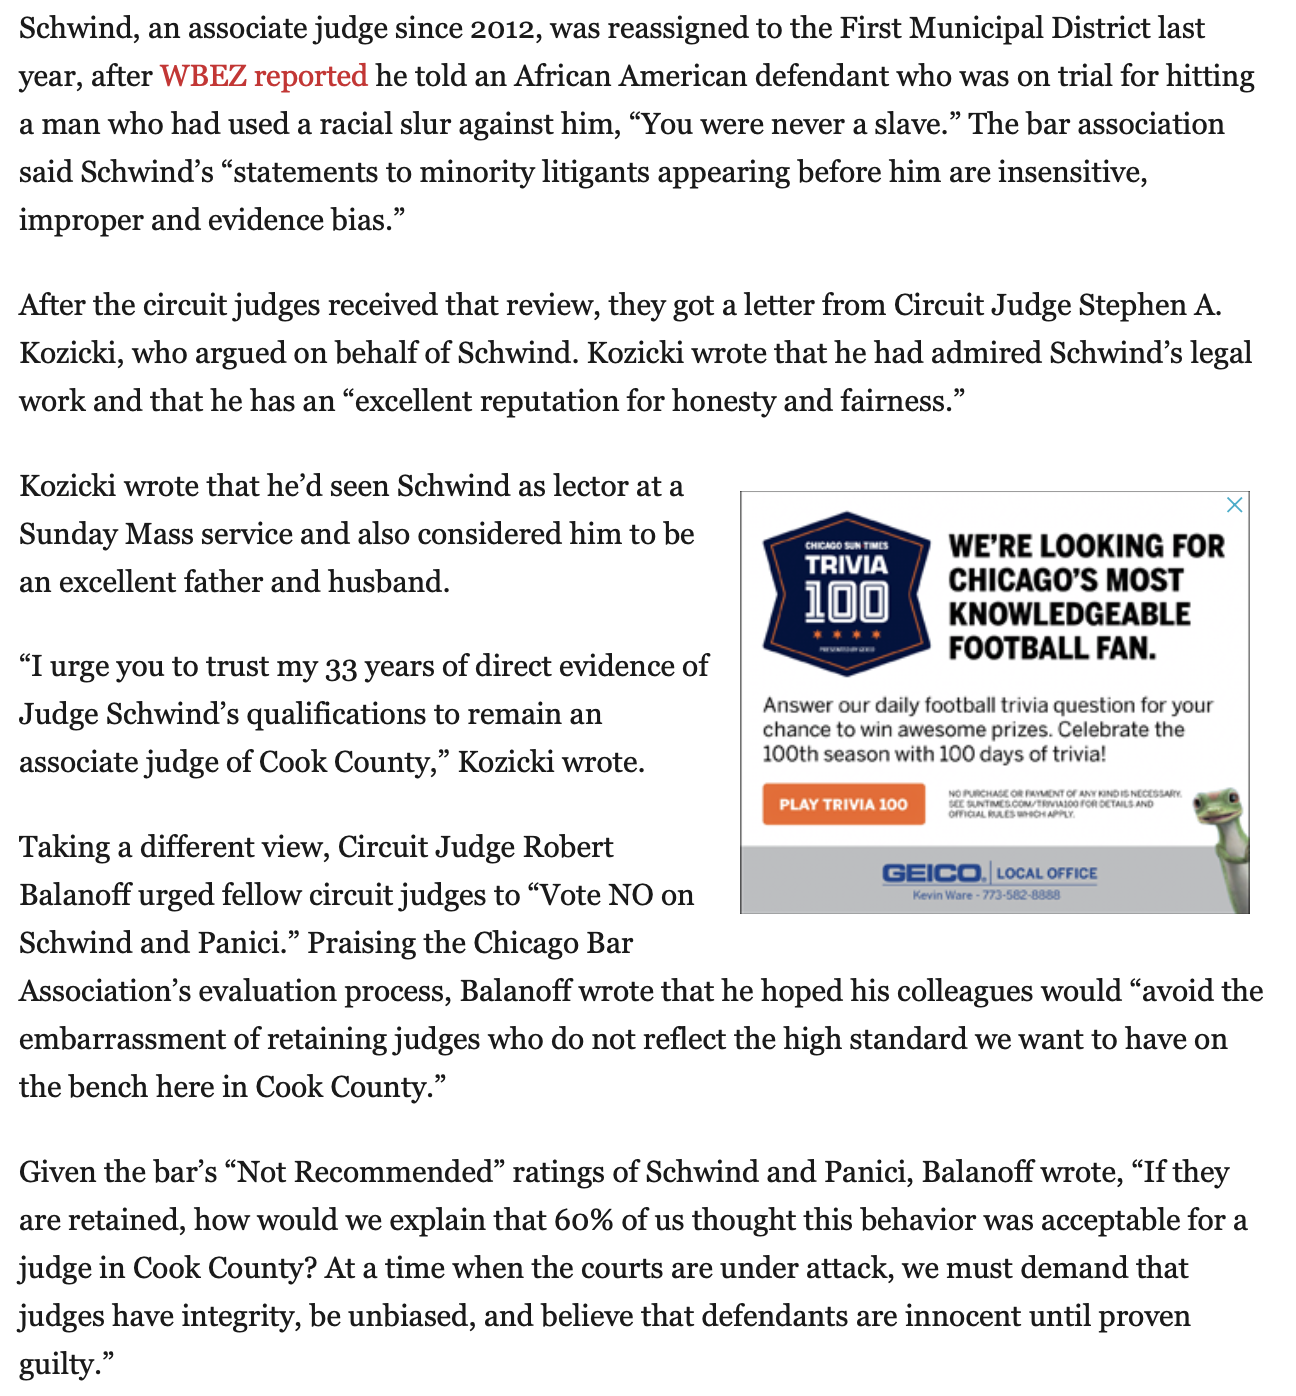 Schwind, an associate judge since 2012, was reassigned to the First Municipal District last
year, after WBEZ reported he told an African American defendant who was on trial for hitting
a man who had used a racial slur against him, “You were never a slave.” The bar association
said Schwind’s “statements to minority litigants appearing before him are insensitive,
improper and evidence bias.”
After the circuit judges received that review, they got a letter from Circuit Judge Stephen A.
Kozicki, who argued on behalf of Schwind. Kozicki wrote that he had admired Schwind’s legal
work and that he has an “excellent reputation for honesty and fairness.”
Kozicki wrote that he’d seen Schwind as lector at a
Sunday Mass service and also considered him to be
an excellent father and husband.
“I urge you to trust my 33 years of direct evidence of
Judge Schwind’s qualifications to remain an
associate judge of Cook County,” Kozicki wrote.
Taking a different view, Circuit Judge Robert
Balanoff urged fellow circuit judges to “Vote NO on
Schwind and Panici.” Praising the Chicago Bar
Association’s evaluation process, Balanoff wrote that he hoped his colleagues would “avoid the
embarrassment of retaining judges who do not reflect the high standard we want to have on
the bench here in Cook County.”
Given the bar’s “Not Recommended” ratings of Schwind and Panici, Balanoff wrote, “If they
are retained, how would we explain that 60% of us thought this behavior was acceptable for a
judge in Cook County? At a time when the courts are under attack, we must demand that
judges have integrity, be unbiased, and believe that defendants are innocent until proven
guilty.”
CHICAGO SUN TIMES
TRIVIA
100
PRESENTED BY GEICO
WE’RE LOOKING FOR
CHICAGO’S MOST
KNOWLEDGEABLE
FOOTBALL FAN.
Answer our daily football trivia question for your
chance to win awesome prizes. Celebrate the
100th season with 100 days of trivia!
PLAY TRIVIA 100
NO PURCHASE OR PAYMENT OF ANY KIND IS NECESSARY.
SEE SUNTIMES.COM/TRIVIA100 FOR DETAILS AND
OFFICIAL RULES WHICH APPLY.
GEICO. LOCAL OFFICE
Kevin Ware - 773-582-8888